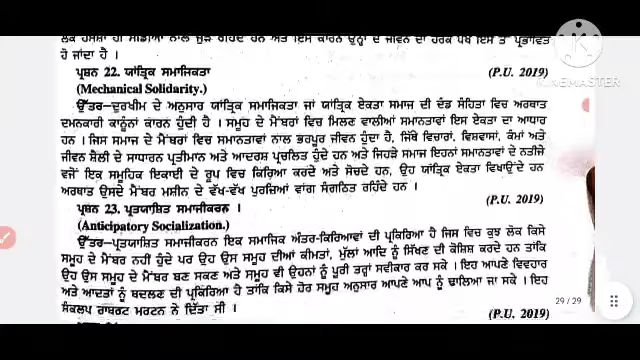 ਲੋਕ ਹਮੇਸ਼ਾ ਹੀ ਮੀਡੀਆ ਨਾਲ ਜੁੜੇ ਰਹਿੰਦੇ ਹਨ ਅਤੇ ਇਸ ਕਾਰਨ ਉਨ੍ਹਾਂ ਦੇ ਜੀਵਨ ਦਾ ਹਰੇਕ ਪੱਖ ਇਸ ਤੋਂ ਪ੍ਰਭਾਵਿਤ
ਹੋ ਜਾਂਦਾ ਹੈ ।
ਪ੍ਰਸ਼ਨ 22. ਯਾਂਤ੍ਰਿਕ ਸਮਾਜਿਕਤਾ (P.U. 2019)
(Mechanical Solidarity.)
ਉੱਤਰ—ਦੁਰਖੀਮ ਦੇ ਅਨੁਸਾਰ ਯਾਂਤ੍ਰਿਕ ਸਮਾਜਿਕਤਾ ਜਾਂ ਯਾਂਤ੍ਰਿਕ ਏਕਤਾ ਸਮਾਜ ਦੀ ਦੰਡ ਸੰਹਿਤਾ ਵਿਚ ਅਰਥਾਤ
ਦਮਨਕਾਰੀ ਕਾਨੂੰਨਾਂ ਕਾਰਨ ਹੁੰਦੀ ਹੈ । ਸਮੂਹ ਦੇ ਮੈਂਬਰਾਂ ਵਿਚ ਮਿਲਣ ਵਾਲੀਆਂ ਸਮਾਨਤਾਵਾਂ ਇਸ ਏਕਤਾ ਦਾ ਆਧਾਰ
ਹਨ । ਜਿਸ ਸਮਾਜ ਦੇ ਮੈਂਬਰਾਂ ਵਿਚ ਸਮਾਨਤਾਵਾਂ ਨਾਲ ਭਰਪੂਰ ਜੀਵਨ ਹੁੰਦਾ ਹੈ, ਜਿੱਥੇ ਵਿਚਾਰਾਂ, ਵਿਸ਼ਵਾਸਾਂ, ਕੰਮਾਂ ਅਤੇ
ਜੀਵਨ ਸ਼ੈਲੀ ਦੇ ਸਾਧਾਰਨ ਪ੍ਰਤੀਮਾਨ ਅਤੇ ਆਦਰਸ਼ ਪ੍ਰਚਲਿਤ ਹੁੰਦੇ ਹਨ ਅਤੇ ਜਿਹੜੇ ਸਮਾਜ ਇਹਨਾਂ ਸਮਾਨਤਾਵਾਂ ਦੇ ਨਤੀਜੇ
ਵਜੋਂ ਇਕ ਸਮੂਹਿਕ ਇਕਾਈ ਦੇ ਰੂਪ ਵਿਚ ਕਿਰਿਆ ਕਰਦੇ ਅਤੇ ਸੋਚਦੇ ਹਨ, ਉਹ ਯਾਂਤ੍ਰਿਕ ਏਕਤਾ ਵਿਖਾਉਂਦੇ ਹਨ
ਅਰਥਾਤ ਉਸਦੇ ਮੈਂਬਰ ਮਸ਼ੀਨ ਦੇ ਵੱਖ-ਵੱਖ ਪੁਰਜ਼ਿਆਂ ਵਾਂਗ ਸੰਗਠਿਤ ਰਹਿੰਦੇ ਹਨ ।
ਪ੍ਰਸ਼ਨ 23. ਪ੍ਰਤਯਾਸ਼ਿਤ ਸਮਾਜੀਕਰਨ । (P.U. 2019)
(Anticipatory Socialization.)
ਉੱਤਰ—ਪ੍ਰਤਯਾਸ਼ਿਤ ਸਮਾਜੀਕਰਨ ਇਕ ਸਮਾਜਿਕ ਅੰਤਰ-ਕਿਰਿਆਵਾਂ ਦੀ ਪ੍ਰਕਿਰਿਆ ਹੈ ਜਿਸ ਵਿਚ ਕੁਝ ਲੋਕ ਕਿਸੇ
ਸਮੂਹ ਦੇ ਮੈਂਬਰ ਨਹੀਂ ਹੁੰਦੇ ਪਰ ਉਹ ਉਸ ਸਮੂਹ ਦੀਆਂ ਕੀਮਤਾਂ, ਮੁੱਲਾਂ ਆਦਿ ਨੂੰ ਸਿੱਖਣ ਦੀ ਕੋਸ਼ਿਸ਼ ਕਰਦੇ ਹਨ ਤਾਂਕਿ
ਉਹ ਉਸ ਸਮੂਹ ਦੇ ਮੈਂਬਰ ਬਣ ਸਕਣ ਅਤੇ ਸਮੂਹ ਵੀ ਉਹਨਾਂ ਨੂੰ ਪੂਰੀ ਤਰ੍ਹਾਂ ਸਵੀਕਾਰ ਕਰ ਸਕੇ । ਇਹ ਆਪਣੇ ਵਿਵਹਾਰ
ਅਤੇ ਆਦਤਾਂ ਨੂੰ ਬਦਲਣ ਦੀ ਪ੍ਰਕਿਰਿਆ ਹੈ ਤਾਂਕਿ ਕਿਸੇ ਹੋਰ ਸਮੂਹ ਅਨੁਸਾਰ ਆਪਣੇ ਆਪ ਨੂੰ ਢਾਲਿਆ ਜਾ ਸਕੇ । ਇਹ
ਸੰਕਲਪ ਰਾਬਰਟ ਮਰਟਨ ਨੇ ਦਿੱਤਾ ਸੀ । (P.U. 2019)
29 / 29
KINEMASTER